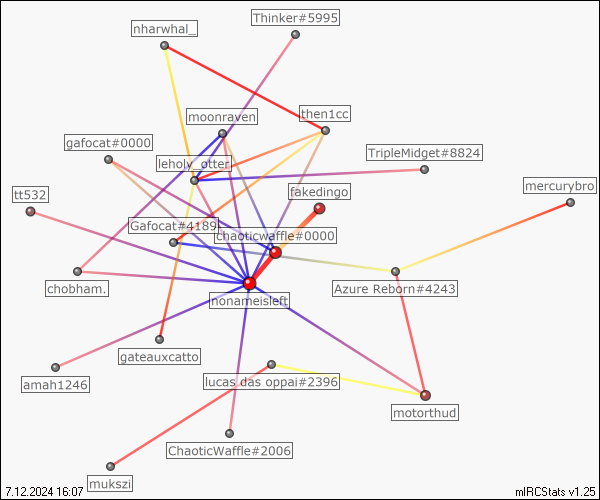 Thinker#5995
nharwhal_
moonraven
then1cc
gafocat#0000
leholy_otter
TripleMidget#8824
fakedingo
mercurybro
tt532
Gafocat#4189
chaoticwaffle#0000
chobham.
Azure Reborn#4243
nonameisleft
gateauxcatto
amah1246
lucas das oppai#2396
motorthud
ChaoticWaffle#2006
mukszi
7.12.2024 16:07
mIRCStats v1.25